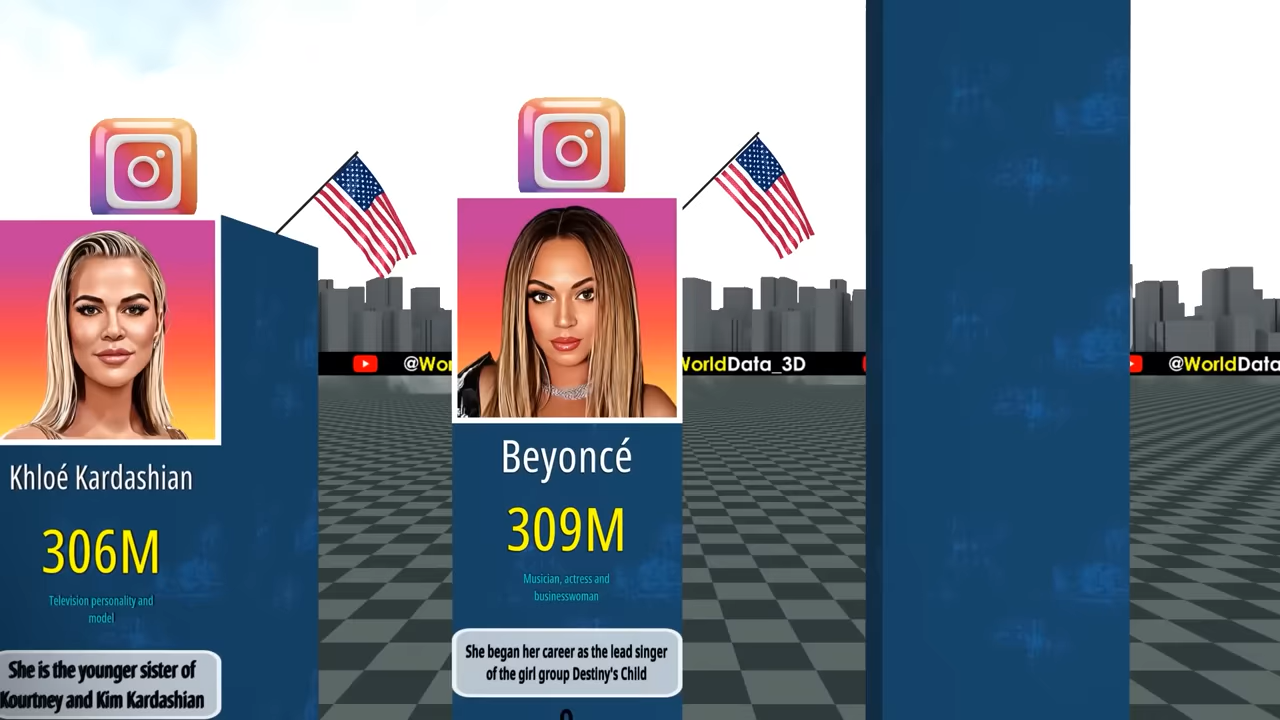 Khloé Kardashian
306M
Television personality and
model
She is the younger sister of
Kourtney and Kim Kardashian
Beyoncé
309M
Musician, actress and
businesswoman
She began her career as the lead singer
of the girl group Destiny's Child
@Wor
WorldData_3D
@WorldData